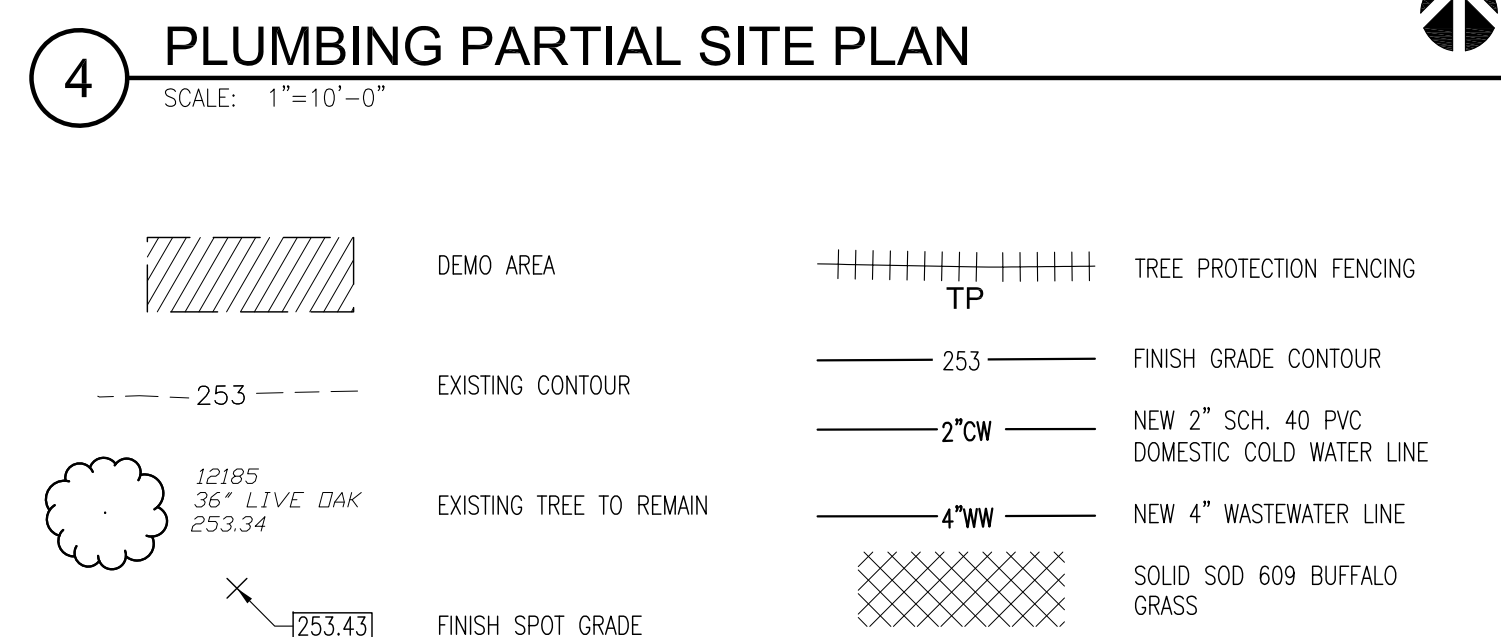 4
PLUMBING PARTIAL SITE PLAN
SCALE: 1"=10'-0"
DEMO AREA
253
EXISTING CONTOUR
12185
36" LIVE OAK
253.34
EXISTING TREE TO REMAIN
253.43
FINISH SPOT GRADE
TP
TREE PROTECTION FENCING
253
FINISH GRADE CONTOUR
2"CW
NEW 2" SCH. 40 PVC
DOMESTIC COLD WATER LINE
4"WW
NEW 4" WASTEWATER LINE
SOLID SOD 609 BUFFALO
GRASS